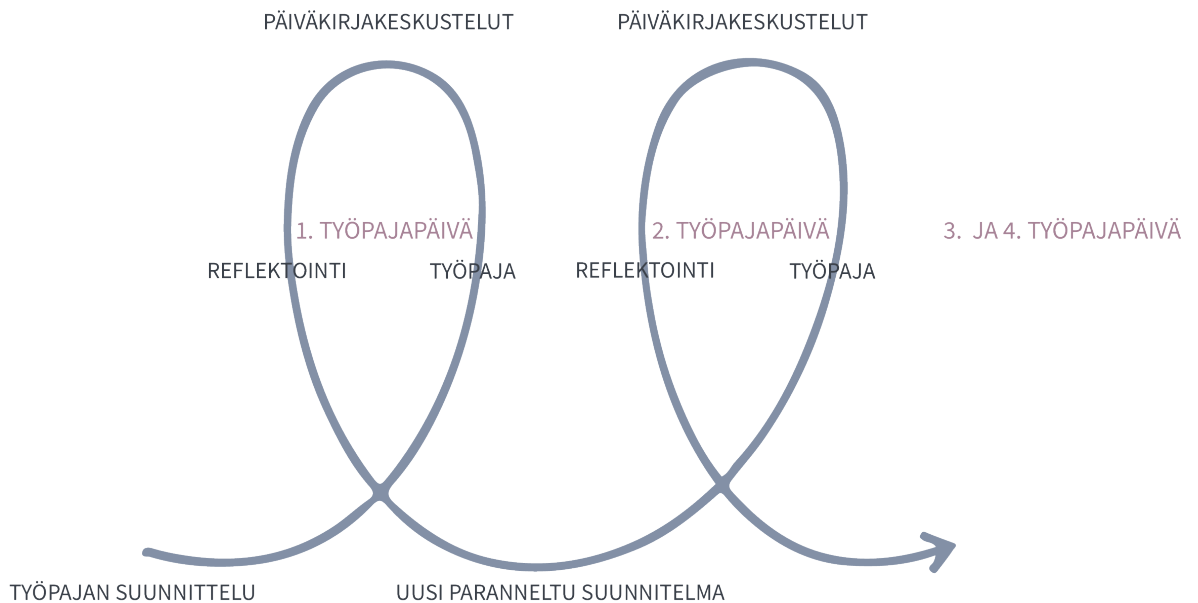 PÄIVÄKIRJAKESKUSTELUT PÄIVÄKIRJAKESKUSTELUT
1. TYÖPAJAPÄIVÄ 2. TYÖPAJAPÄIVÄ 3. JA 4. TYÖPAJAPÄIVÄ
REFLEKTOINTI TYÖPAJA REFLEKTOINTI TYÖPAJA
TYÖPAJAN SUUNNITTELU UUSI PARANNELTU SUUNNITELMA